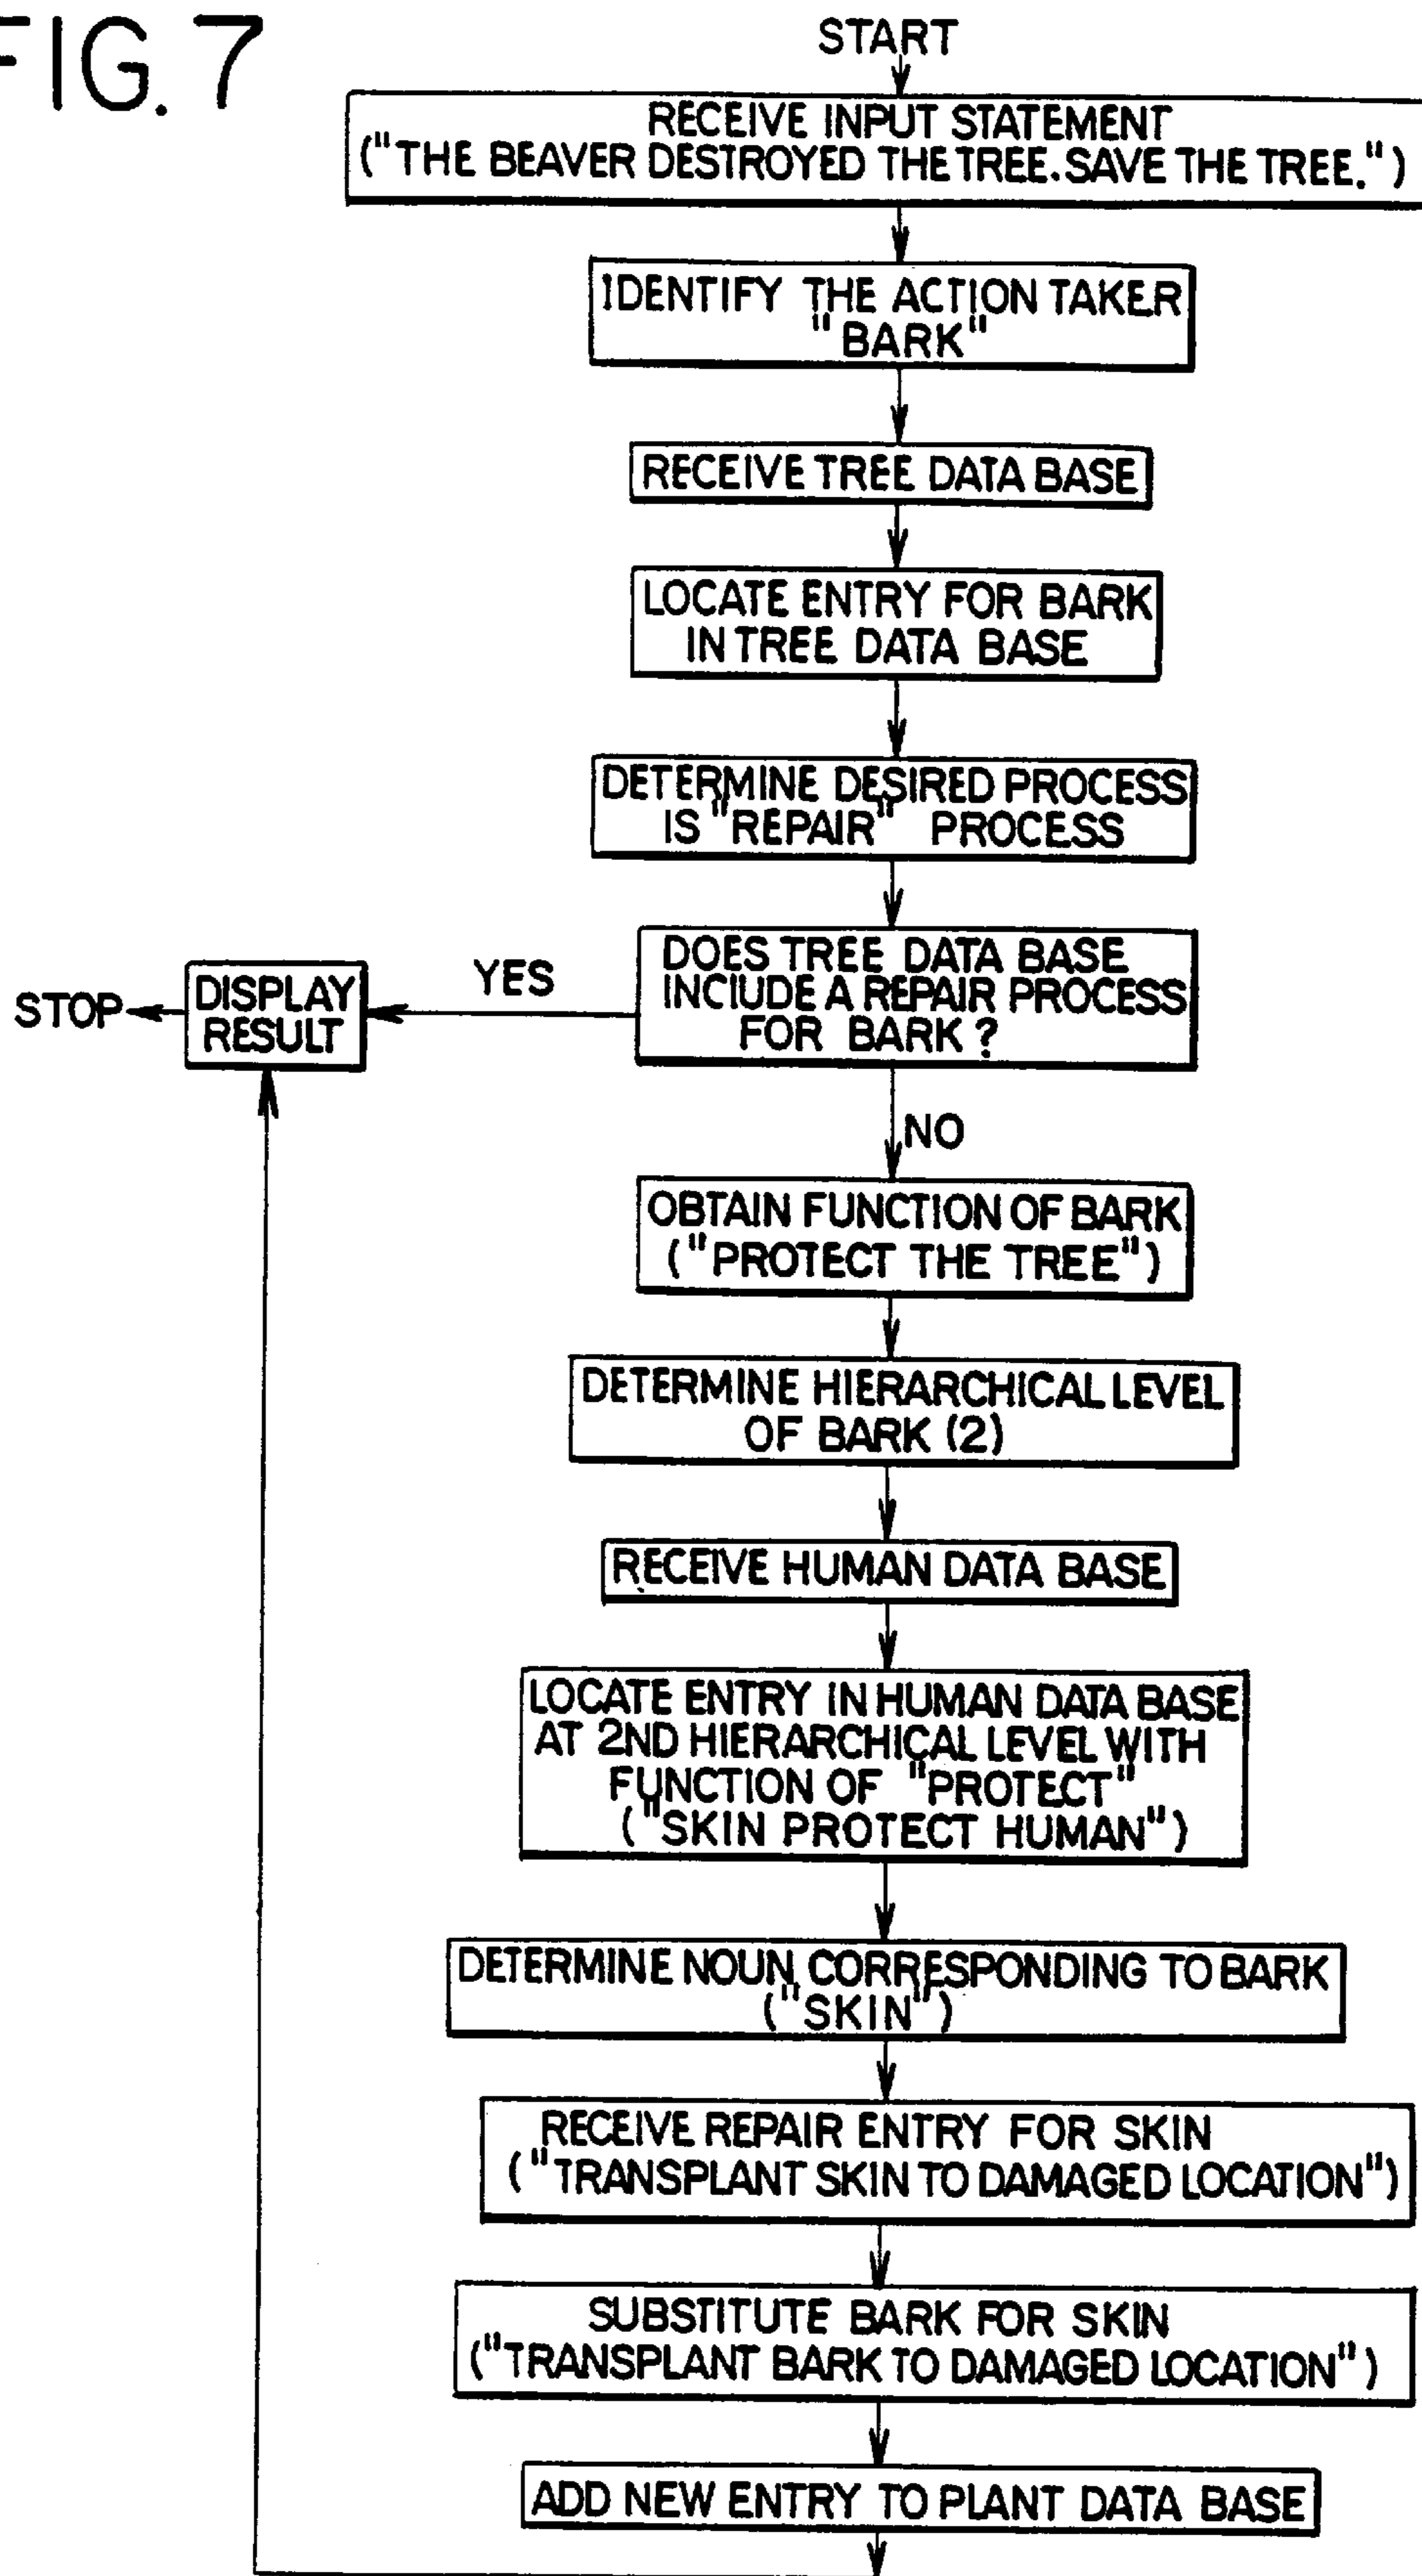 FIG. 7
START
RECEIVE INPUT STATEMENT
("THE BEAVER DESTROYED THE TREE. SAVE THE TREE.")
IDENTIFY THE ACTION TAKER
"BARK"
RECEIVE TREE DATA BASE
LOCATE ENTRY FOR BARK
IN TREE DATA BASE
DETERMINE DESIRED PROCESS
IS "REPAIR" PROCESS
DOES TREE DATA BASE
INCIUDE A REPAIR PROCESS
FOR BARK?
YES
DISPLAY
RESULT
STOP
NO
OBTAIN FUNCTION OF BARK
("PROTECT THE TREE")
DETERMINE HIERARCHICAL LEVEL
OF BARK (2)
RECEIVE HUMAN DATA BASE
LOCATE ENTRY IN HUMAN DATA BASE
AT 2ND HIERARCHICAL LEVEL WITH
FUNCTION OF "PROTECT"
("SKIN PROTECT HUMAN")
DETERMINE NOUN CORRESPONDING TO BARK
("SKIN")
RECEIVE REPAIR ENTRY FOR SKIN
("TRANSPLANT SKIN TO DAMAGED LOCATION")
SUBSTITUTE BARK FOR SKIN
("TRANSPLANT BARK TO DAMAGED LOCATION")
ADD NEW ENTRY TO PLANT DATA BASE